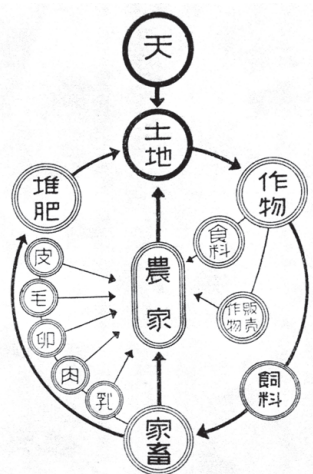 天
土地
堆肥
作物
皮
食料
毛
農家
販売作物
卵
肉
飼料
乳
家畜